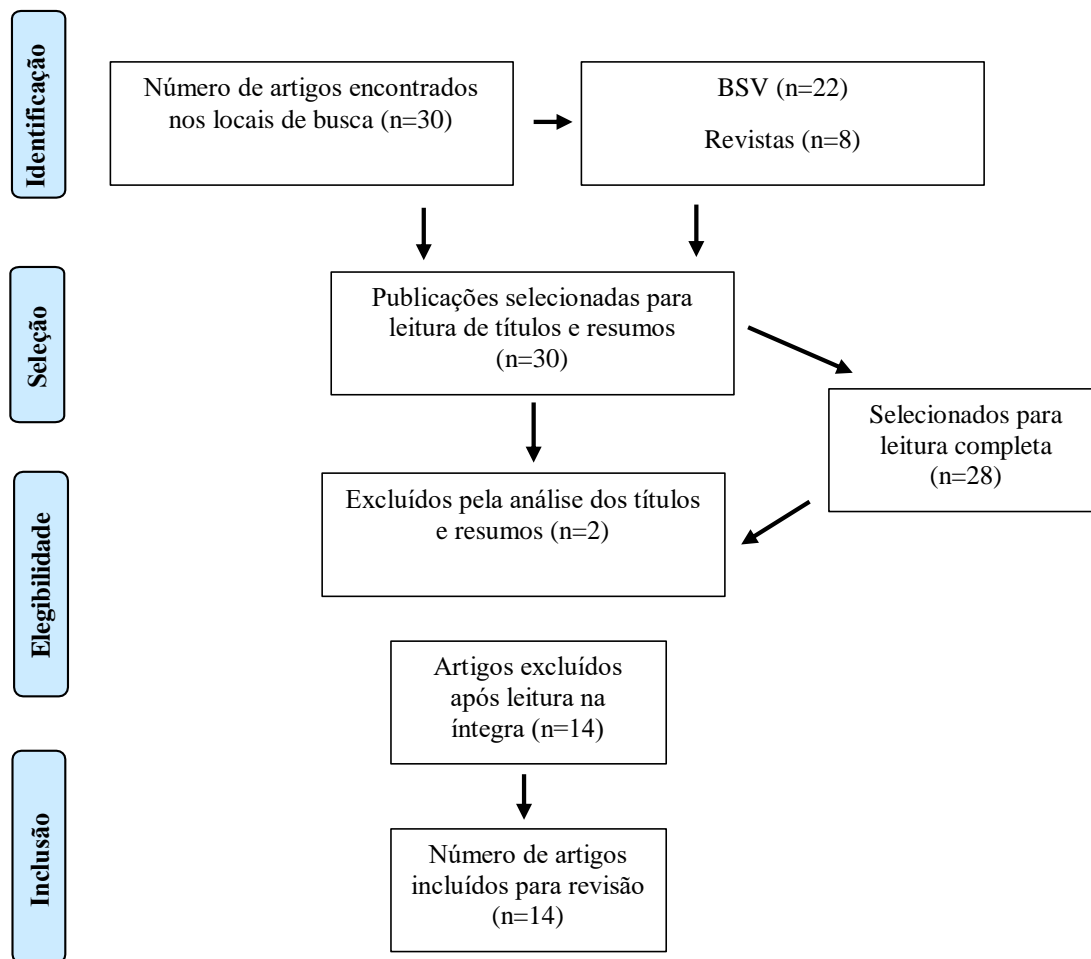 Identificação
Número de artigos encontrados
nos locais de busca (n=30)
BSV (n=22)
Revistas (n=8)
Seleção
Publicações selecionadas para
leitura de títulos e resumos
(n=30)
Selecionados para
leitura completa
(n=28)
Elegibilidade
Excluídos pela análise dos títulos
e resumos (n=2)
Artigos excluídos
após leitura na
íntegra (n=14)
Inclusão
Número de artigos
incluídos para revisão
(n=14)